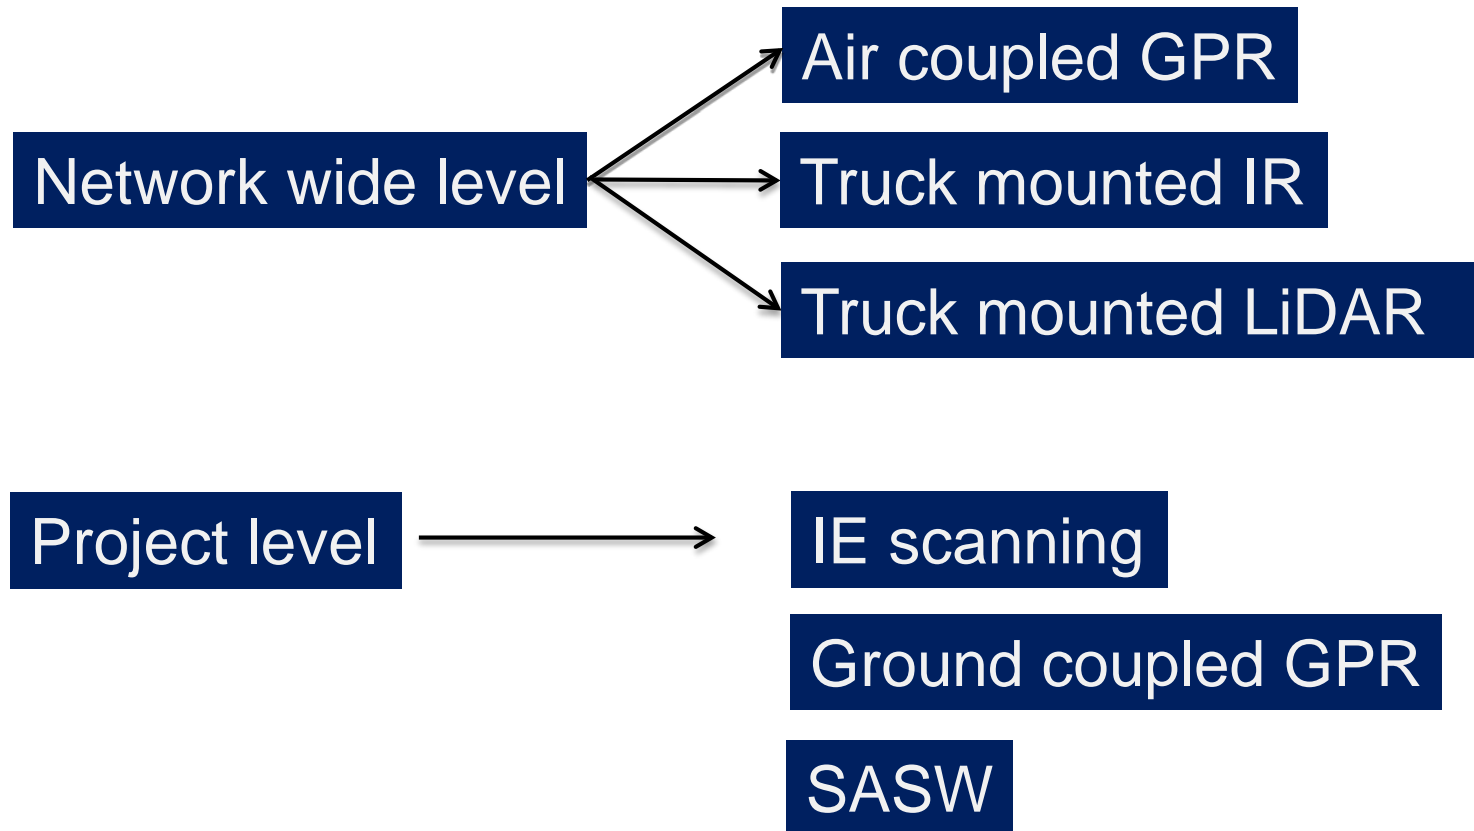 Air coupled GPR
Network wide level
Truck mounted IR
Truck mounted LiDAR
Project level
IE scanning
Ground coupled GPR
SASW